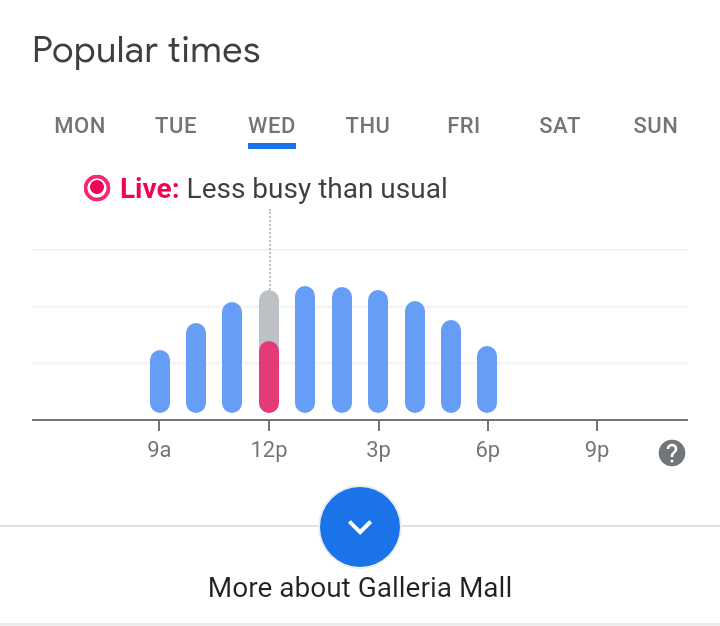 Popular times
MON TUE WED THU FRI SAT SUN
Live: Less busy than usual
9a 12p 3p 6p 9p ?
More about Galleria Mall